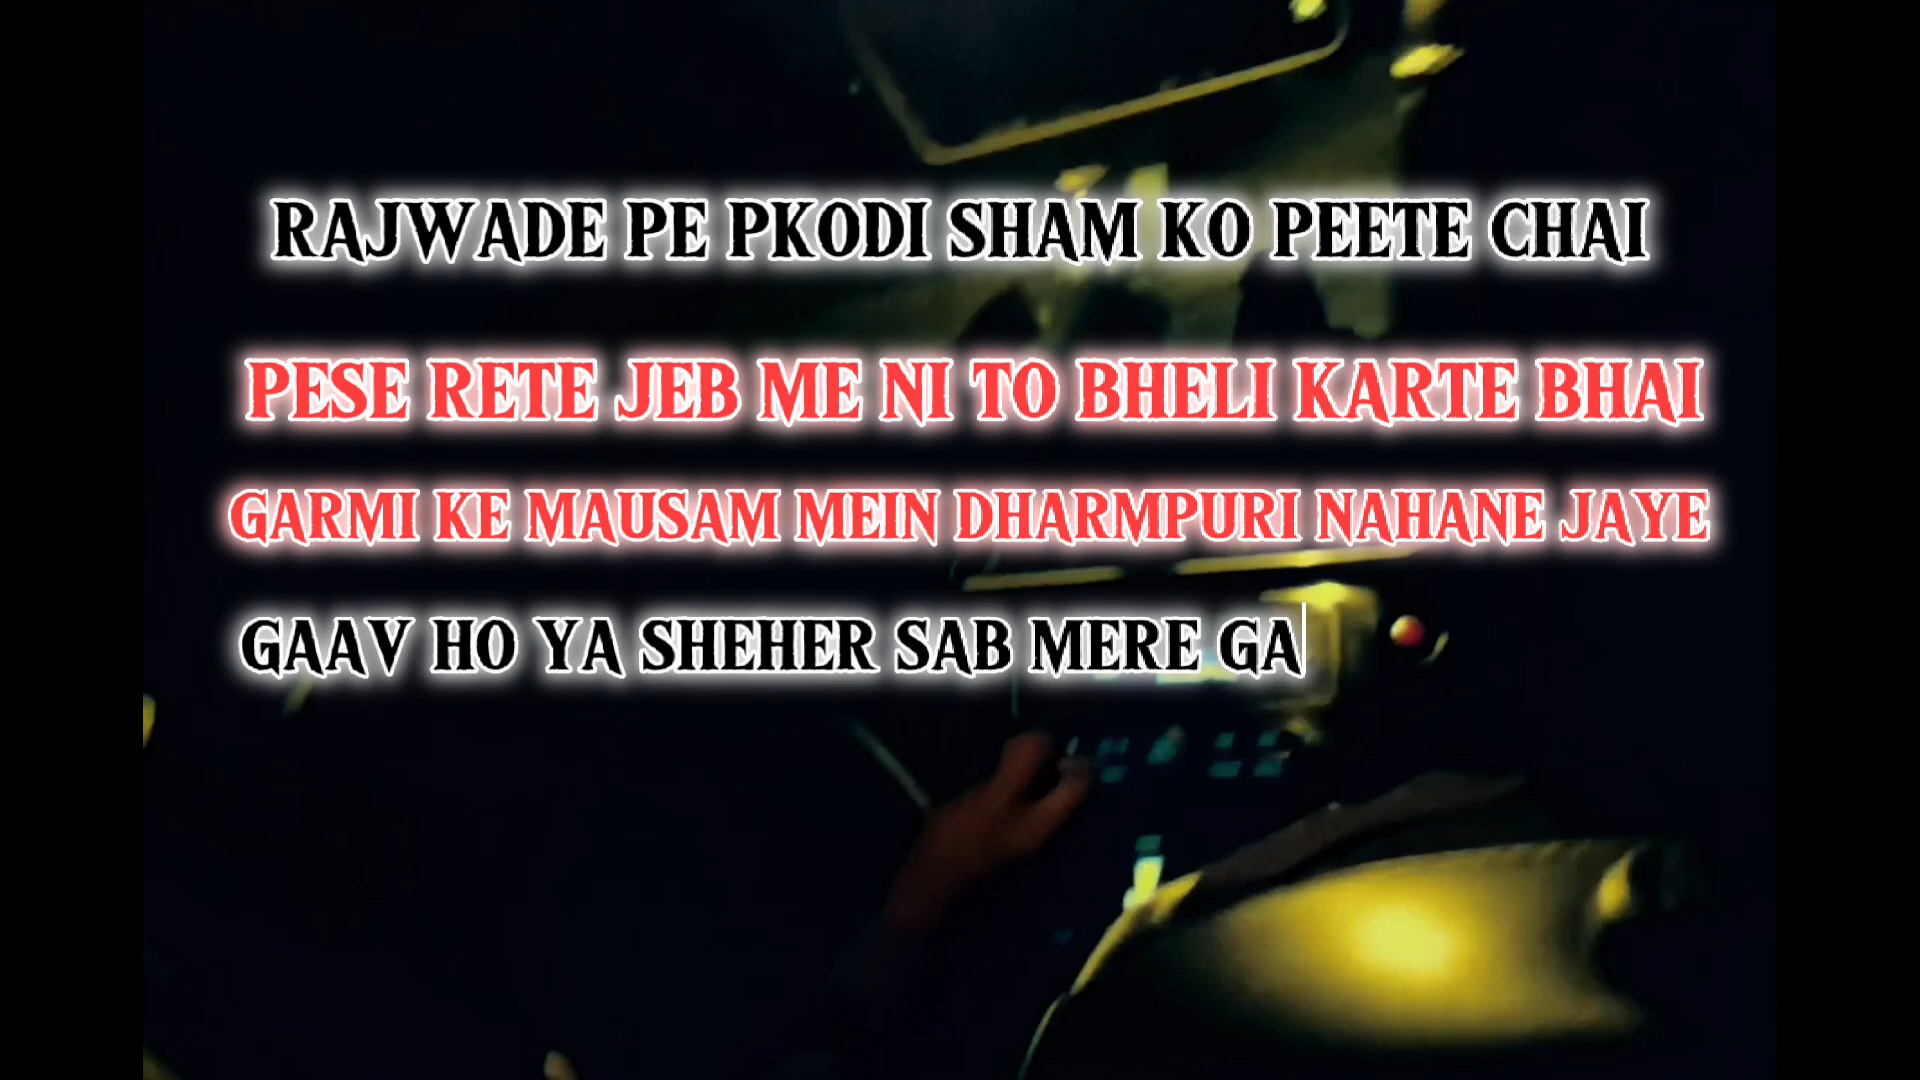 RAJWADE PE PKODI SHAM KO PEETE CHAI
PESE RETE JEB ME NI TO BHELI KARTE BHAI
GARMI KE MAUSAM MEIN DHARMPURI NAHANE JAYE
GAAV HO YA SHEHER SAB MERE GA